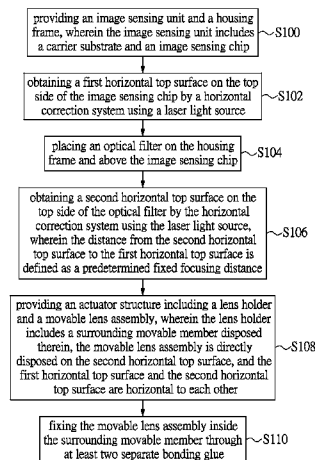 providing an image sensing unit and a housing
frame, wherein the image sensing unit includes
a carrier substrate and an image sensing chip
S100
obtaining a first horizontal top surface on the top
side of the image sensing chip by a horizontal
correction system using a laser light source
S102
placing an optical filter on the housing
frame and above the image sensing chip
S104
obtaining a second horizontal top surface on
the top side of the optical filter by the horizontal
correction system using the laser light source,
wherein the distance from the second horizontal
top surface to the first horizontal top surface is
defined as a predetermined fixed focusing distance
S106
providing an actuator structure including a lens holder
and a movable lens assembly, wherein the lens holder
includes a surrounding movable member disposed
therein, the movable lens assembly is directly
disposed on the second horizontal top surface, and the
first horizontal top surface and the second horizontal
top surface are horizontal to each other
S108
fixing the movable lens assembly inside
the surrounding movable member through
at least two separate bonding glue
S110